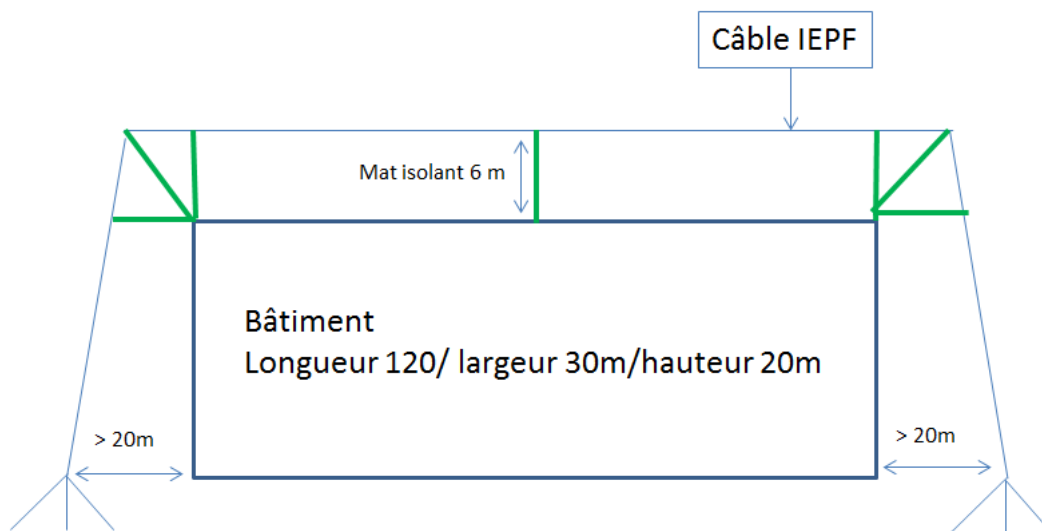 Câble IEPF
Mat isolant 6 m
Bâtiment
Longueur 120/ largeur 30m/hauteur 20m
> 20m
> 20m